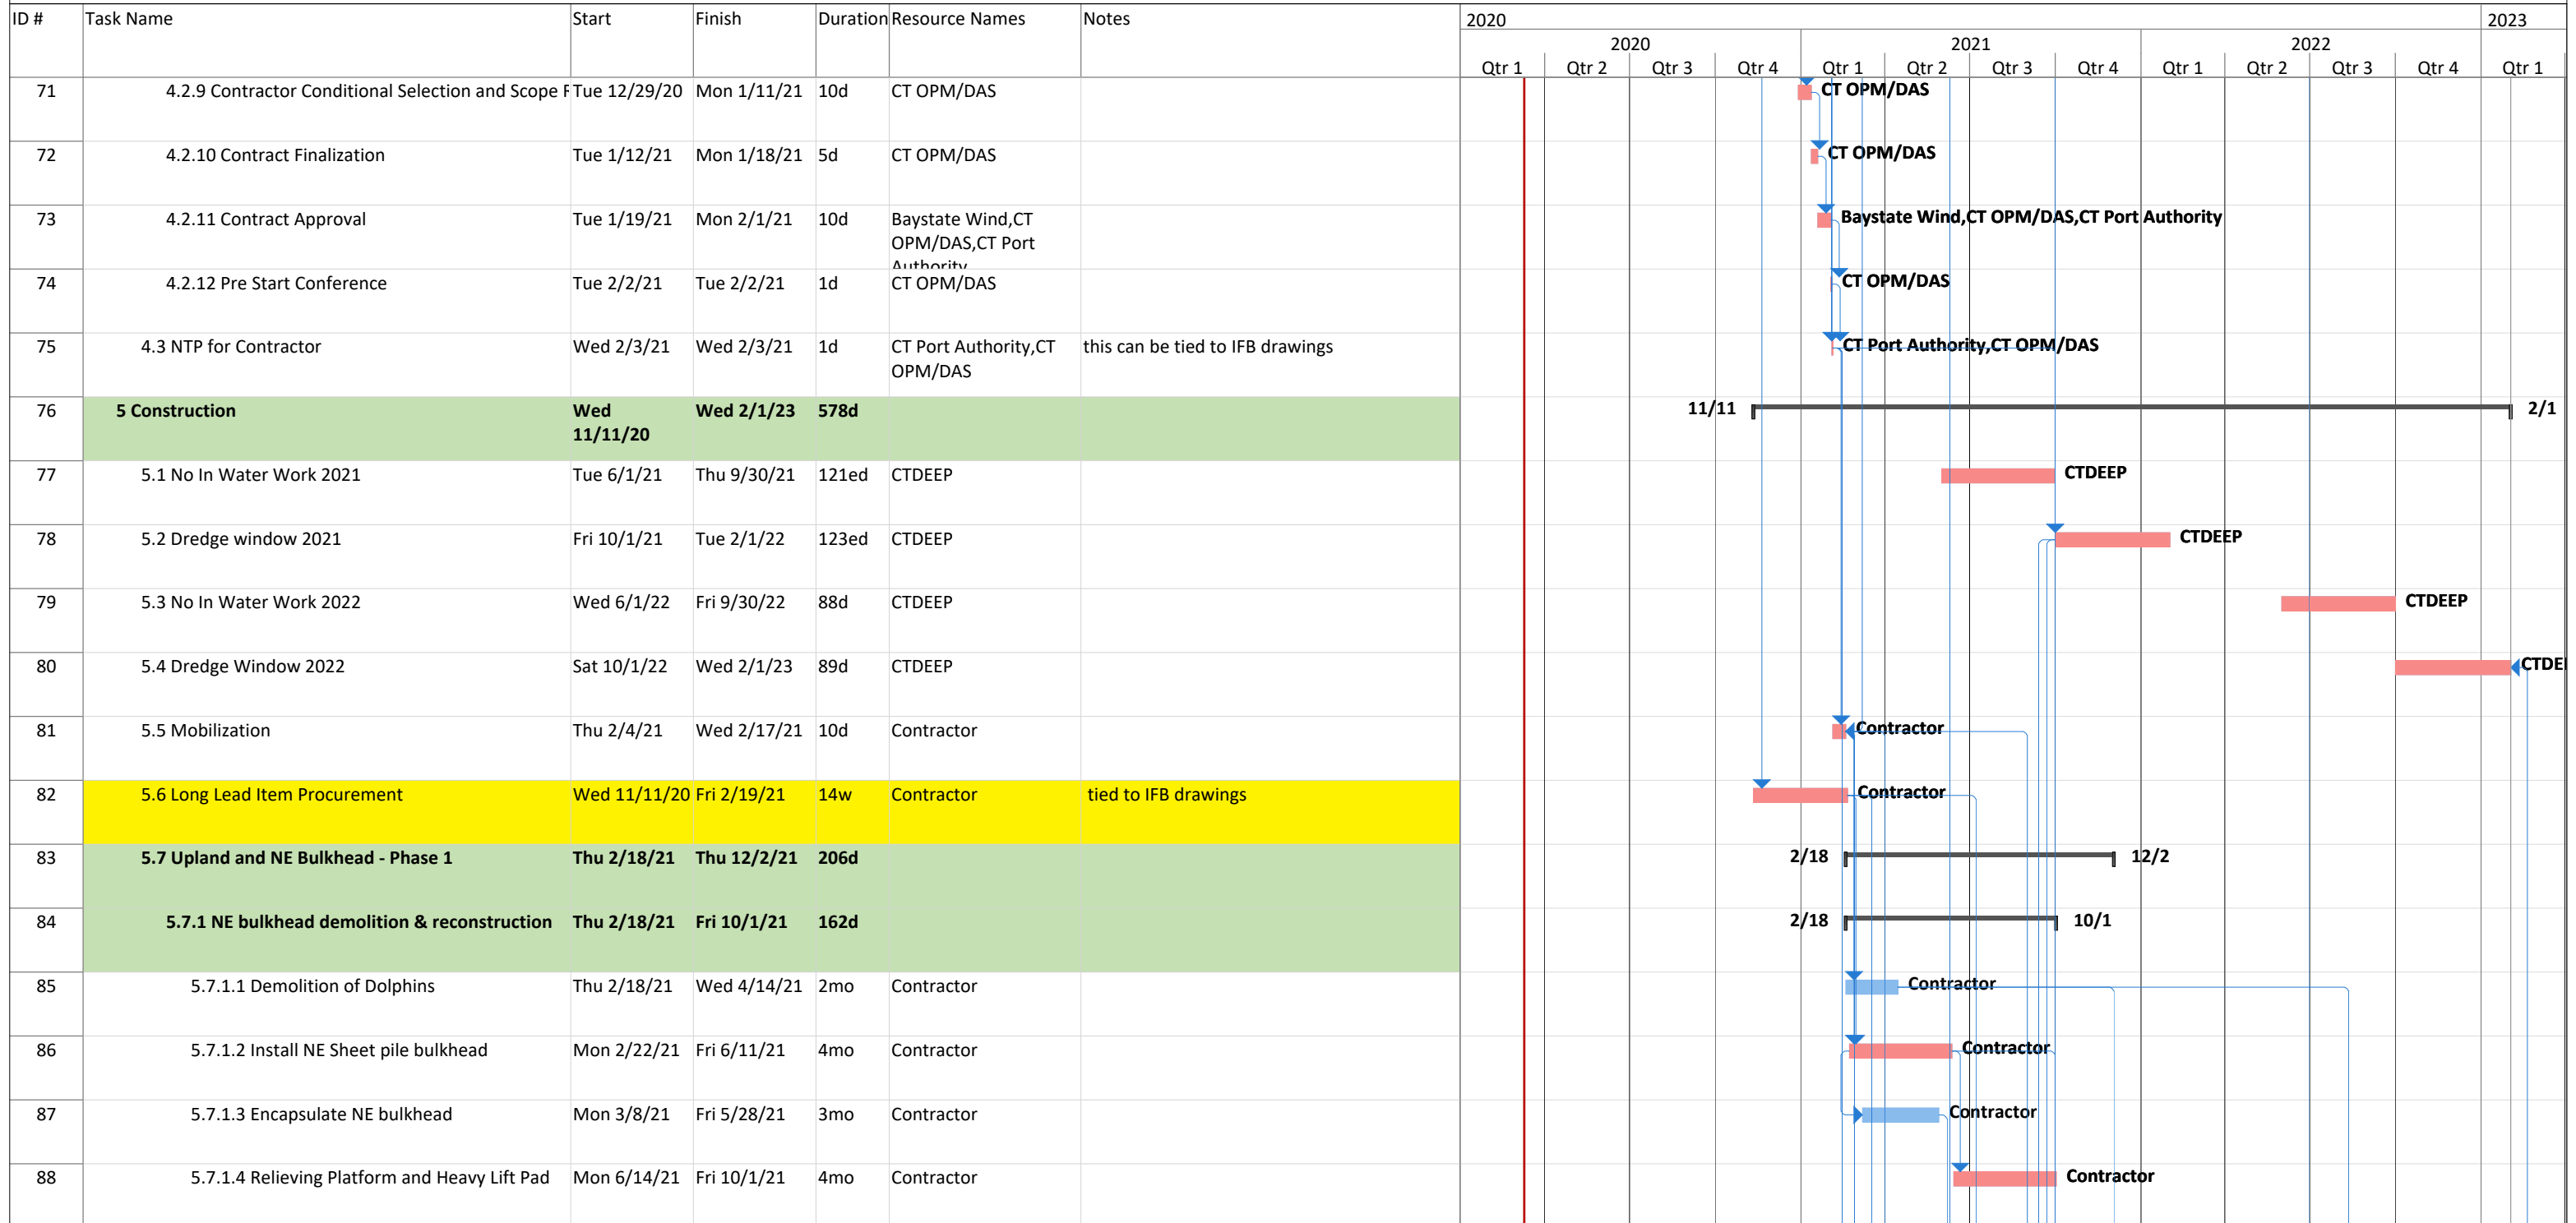 ID # Task Name Start Finish Duration Resource Names Notes 2020 2023
2020 2021 2022
Qtr 1 Qtr 2 Qtr 3 Qtr 4 Qtr 1 Qtr 2 Qtr 3 Qtr 4 Qtr 1 Qtr 2 Qtr 3 Qtr 4 Qtr 1
71 4.2.9 Contractor Conditional Selection and Scope Tue 12/29/20 Mon 1/11/21 10d CT OPM/DAS CT OPM/DAS
72 4.2.10 Contract Finalization Tue 1/12/21 Mon 1/18/21 5d CT OPM/DAS CT OPM/DAS
73 4.2.11 Contract Approval Tue 1/19/21 Mon 2/1/21 10d Baystate Wind,CT Baystate Wind,CT OPM/DAS,CT Port Authority
OPM/DAS,CT Port
Authority
74 4.2.12 Pre Start Conference Tue 2/2/21 Tue 2/2/21 1d CT OPM/DAS CT OPM/DAS
75 4.3 NTP for Contractor Wed 2/3/21 Wed 2/3/21 1d CT Port Authority,CT this can be tied to IFB drawings CT Port Authority,CT OPM/DAS
OPM/DAS
76 5 Construction Wed Wed 2/1/23 578d 11/11 2/1
11/11/20
77 5.1 No In Water Work 2021 Tue 6/1/21 Thu 9/30/21 121ed CTDEEP CTDEEP
78 5.2 Dredge window 2021 Fri 10/1/21 Tue 2/1/22 123ed CTDEEP CTDEEP
79 5.3 No In Water Work 2022 Wed 6/1/22 Fri 9/30/22 88d CTDEEP CTDEEP
80 5.4 Dredge Window 2022 Sat 10/1/22 Wed 2/1/23 89d CTDEEP CTDE
81 5.5 Mobilization Thu 2/4/21 Wed 2/17/21 10d Contractor Contractor
82 5.6 Long Lead Item Procurement Wed 11/11/20 Fri 2/19/21 14w Contractor tied to IFB drawings Contractor
83 5.7 Upland and NE Bulkhead - Phase 1 Thu 2/18/21 Thu 12/2/21 206d 2/18 12/2
84 5.7.1 NE bulkhead demolition & reconstruction Thu 2/18/21 Fri 10/1/21 162d 2/18 10/1
85 5.7.1.1 Demolition of Dolphins Thu 2/18/21 Wed 4/14/21 2mo Contractor Contractor
86 5.7.1.2 Install NE Sheet pile bulkhead Mon 2/22/21 Fri 6/11/21 4mo Contractor Contractor
87 5.7.1.3 Encapsulate NE bulkhead Mon 3/8/21 Fri 5/28/21 3mo Contractor Contractor
88 5.7.1.4 Relieving Platform and Heavy Lift Pad Mon 6/14/21 Fri 10/1/21 4mo Contractor Contractor